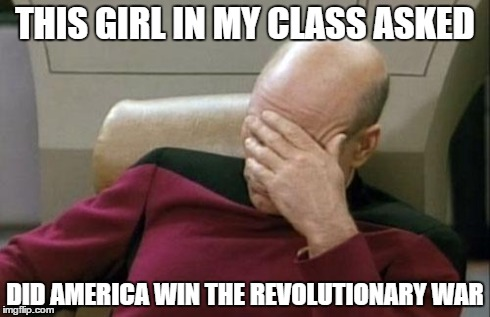 THIS GIRL IN MY CLASS ASKED
DID AMERICA WIN THE REVOLUTIONARY WAR
imgflip.com